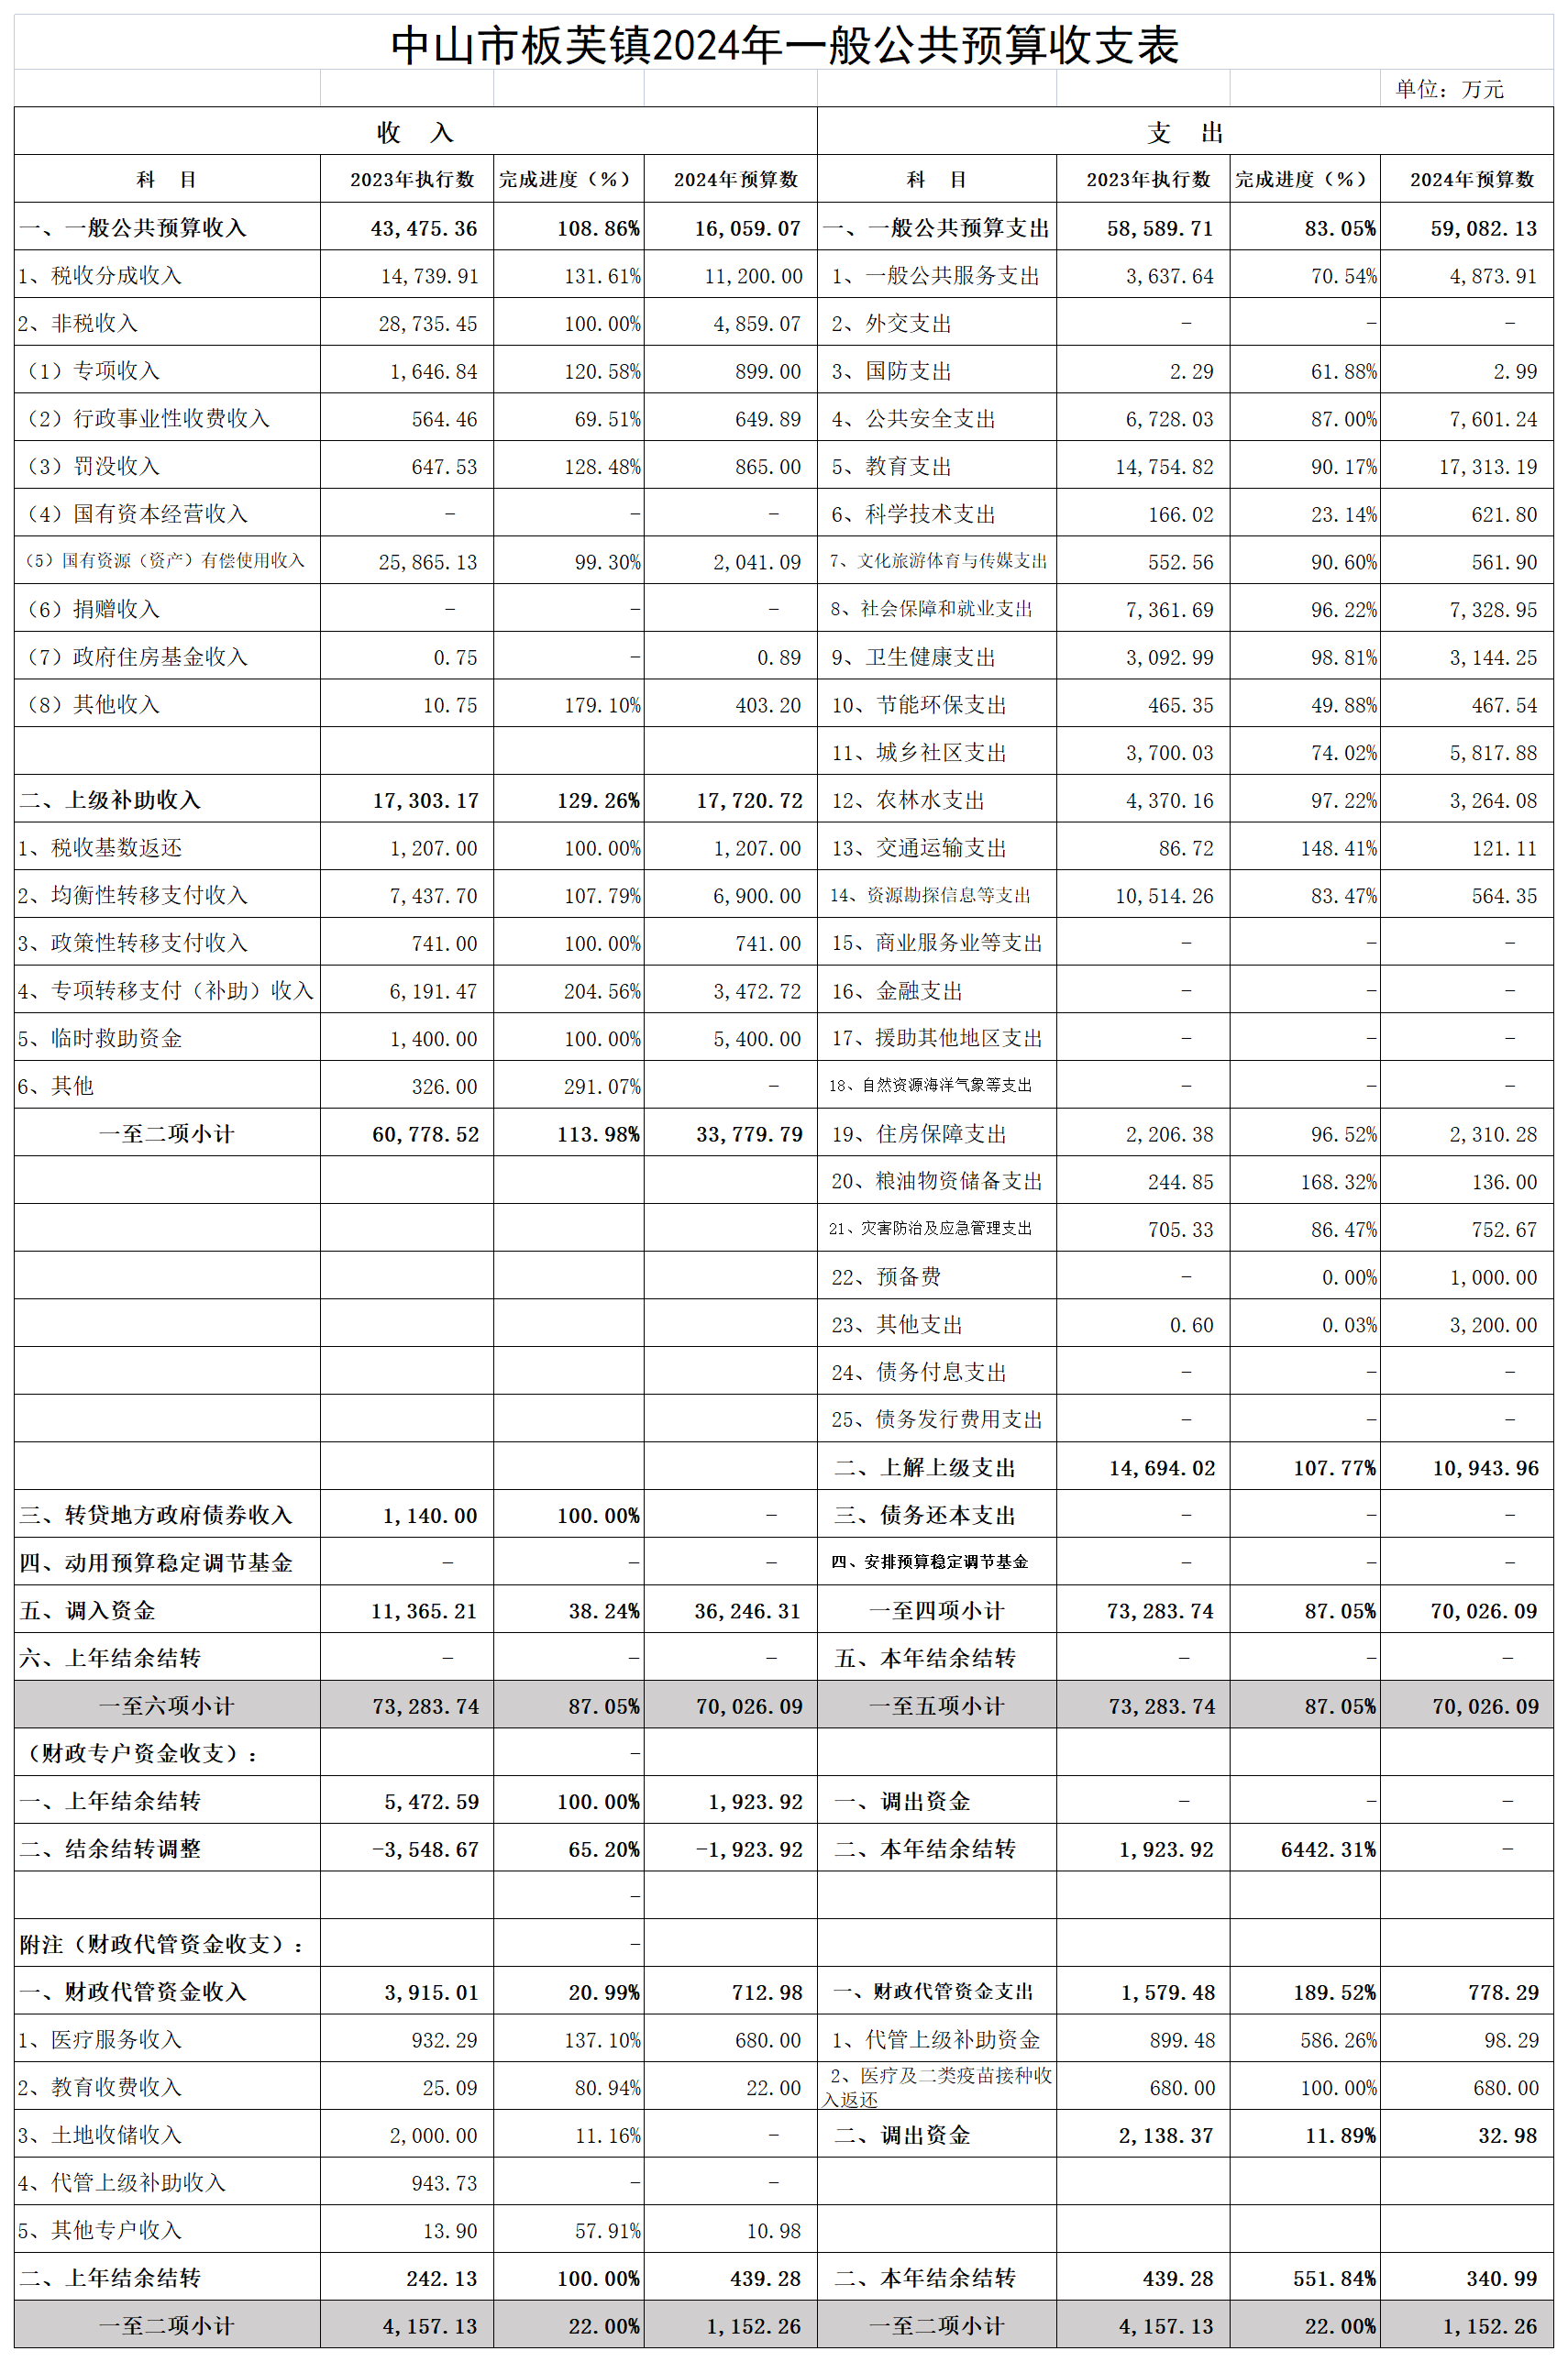 中山市板芙镇2024年一般公共预算收支表
单位：万元
收 入 支 出
科 目 2023年执行数 完成进度（%） 2024年预算数 科 目 2023年执行数 完成进度（%） 2024年预算数
一、一般公共预算收入 43,475.36 108.86% 16,059.07 一、一般公共预算支出 58,589.71 83.05% 59,082.13
1、税收分成收入 14,739.91 131.61% 11,200.00 1、一般公共服务支出 3,637.64 70.54% 4,873.91
2、非税收入 28,735.45 100.00% 4,859.07 2、外交支出 - - -
（1）专项收入 1,646.84 120.58% 899.00 3、国防支出 2.29 61.88% 2.99
（2）行政事业性收费收入 564.46 69.51% 649.89 4、公共安全支出 6,728.03 87.00% 7,601.24
（3）罚没收入 647.53 128.48% 865.00 5、教育支出 14,754.82 90.17% 17,313.19
（4）国有资本经营收入 - - - 6、科学技术支出 166.02 23.14% 621.80
（5）国有资源（资产）有偿使用收入 25,865.13 99.30% 2,041.09 7、文化旅游体育与传媒支出 552.56 90.60% 561.90
（6）捐赠收入 - - - 8、社会保障和就业支出 7,361.69 96.22% 7,328.95
（7）政府住房基金收入 0.75 - 0.89 9、卫生健康支出 3,092.99 98.81% 3,144.25
（8）其他收入 10.75 179.10% 403.20 10、节能环保支出 465.35 49.88% 467.54
11、城乡社区支出 3,700.03 74.02% 5,817.88
二、上级补助收入 17,303.17 129.26% 17,720.72 12、农林水支出 4,370.16 97.22% 3,264.08
1、税收基数返还 1,207.00 100.00% 1,207.00 13、交通运输支出 86.72 148.41% 121.11
2、均衡性转移支付收入 7,437.70 107.79% 6,900.00 14、资源勘探信息等支出 10,514.26 83.47% 564.35
3、政策性转移支付收入 741.00 100.00% 741.00 15、商业服务业等支出 - - -
4、专项转移支付（补助）收入 6,191.47 204.56% 3,472.72 16、金融支出 - - -
5、临时救助资金 1,400.00 100.00% 5,400.00 17、援助其他地区支出 - - -
6、其他 326.00 291.07% - 18、自然资源海洋气象等支出 - - -
一至二项小计 60,778.52 113.98% 33,779.79 19、住房保障支出 2,206.38 96.52% 2,310.28
20、粮油物资储备支出 244.85 168.32% 136.00
21、灾害防治及应急管理支出 705.33 86.47% 752.67
22、预备费 - 0.00% 1,000.00
23、其他支出 0.60 0.03% 3,200.00
24、债务付息支出 - - -
25、债务发行费用支出 - - -
二、上解上级支出 14,694.02 107.77% 10,943.96
三、转贷地方政府债券收入 1,140.00 100.00% - 三、债务还本支出 - - -
四、动用预算稳定调节基金 - - - 四、安排预算稳定调节基金 - - -
五、调入资金 11,365.21 38.24% 36,246.31 一至四项小计 73,283.74 87.05% 70,026.09
六、上年结余结转 - - - 五、本年结余结转 - - -
一至六项小计 73,283.74 87.05% 70,026.09 一至五项小计 73,283.74 87.05% 70,026.09
（财政专户资金收支）： -
一、上年结余结转 5,472.59 100.00% 1,923.92 一、调出资金 - - -
二、结余结转调整 -3,548.67 65.20% -1,923.92 二、本年结余结转 1,923.92 6442.31% -
-
附注（财政代管资金收支）： -
一、财政代管资金收入 3,915.01 20.99% 712.98 一、财政代管资金支出 1,579.48 189.52% 778.29
1、医疗服务收入 932.29 137.10% 680.00 1、代管上级补助资金 899.48 586.26% 98.29
2、教育收费收入 25.09 80.94% 22.00 2、医疗及二类疫苗接种收
入返还 680.00 100.00% 680.00
3、土地收储收入 2,000.00 11.16% - 二、调出资金 2,138.37 11.89% 32.98
4、代管上级补助收入 943.73 - -
5、其他专户收入 13.90 57.91% 10.98
二、上年结余结转 242.13 100.00% 439.28 二、本年结余结转 439.28 551.84% 340.99
一至二项小计 4,157.13 22.00% 1,152.26 一至二项小计 4,157.13 22.00% 1,152.26